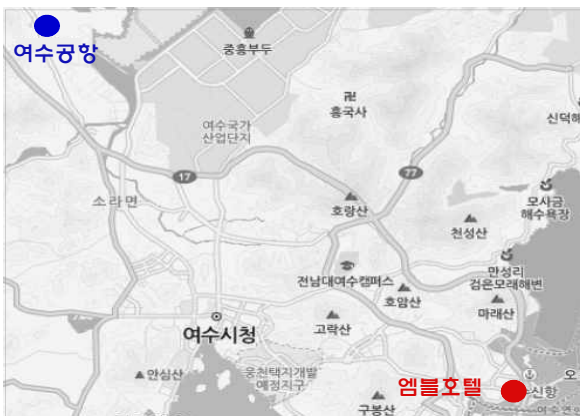 여수공항
중흥부두
흥국사
여수국가
산업단지
신덕해
17
77
소라면
호랑산
모사금
해수욕장
천성산
전남대여수캠퍼스
만성리
검은모래해변
호암산
마래산
여수시청
고락산
안심산
웅천택지개발
예정지구
엠블호텔
신항
오
구봉산
여수